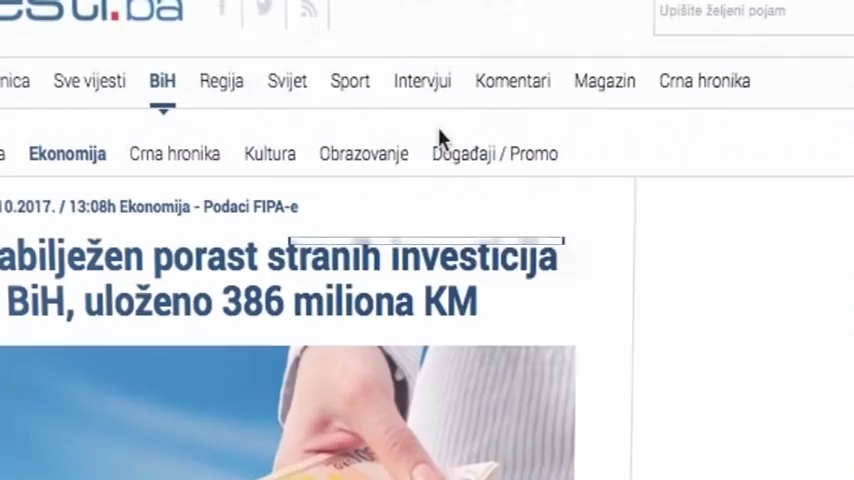 .ba
Upišite željeni pojam
nica Sve vijesti BiH Regija Svijet Sport Intervjui Komentari Magazin Crna hronika
a Ekonomija Crna hronika Kultura Obrazovanje Događaji / Promo
10.2017. / 13:08h Ekonomija - Podaci FIPA-e
abilježen porast stranih investicija
BiH, uloženo 386 miliona KM